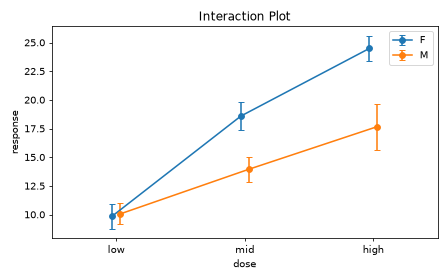 Interaction Plot
F
M
response
25.0
22.5
20.0
17.5
15.0
12.5
10.0
low
mid
high
dose